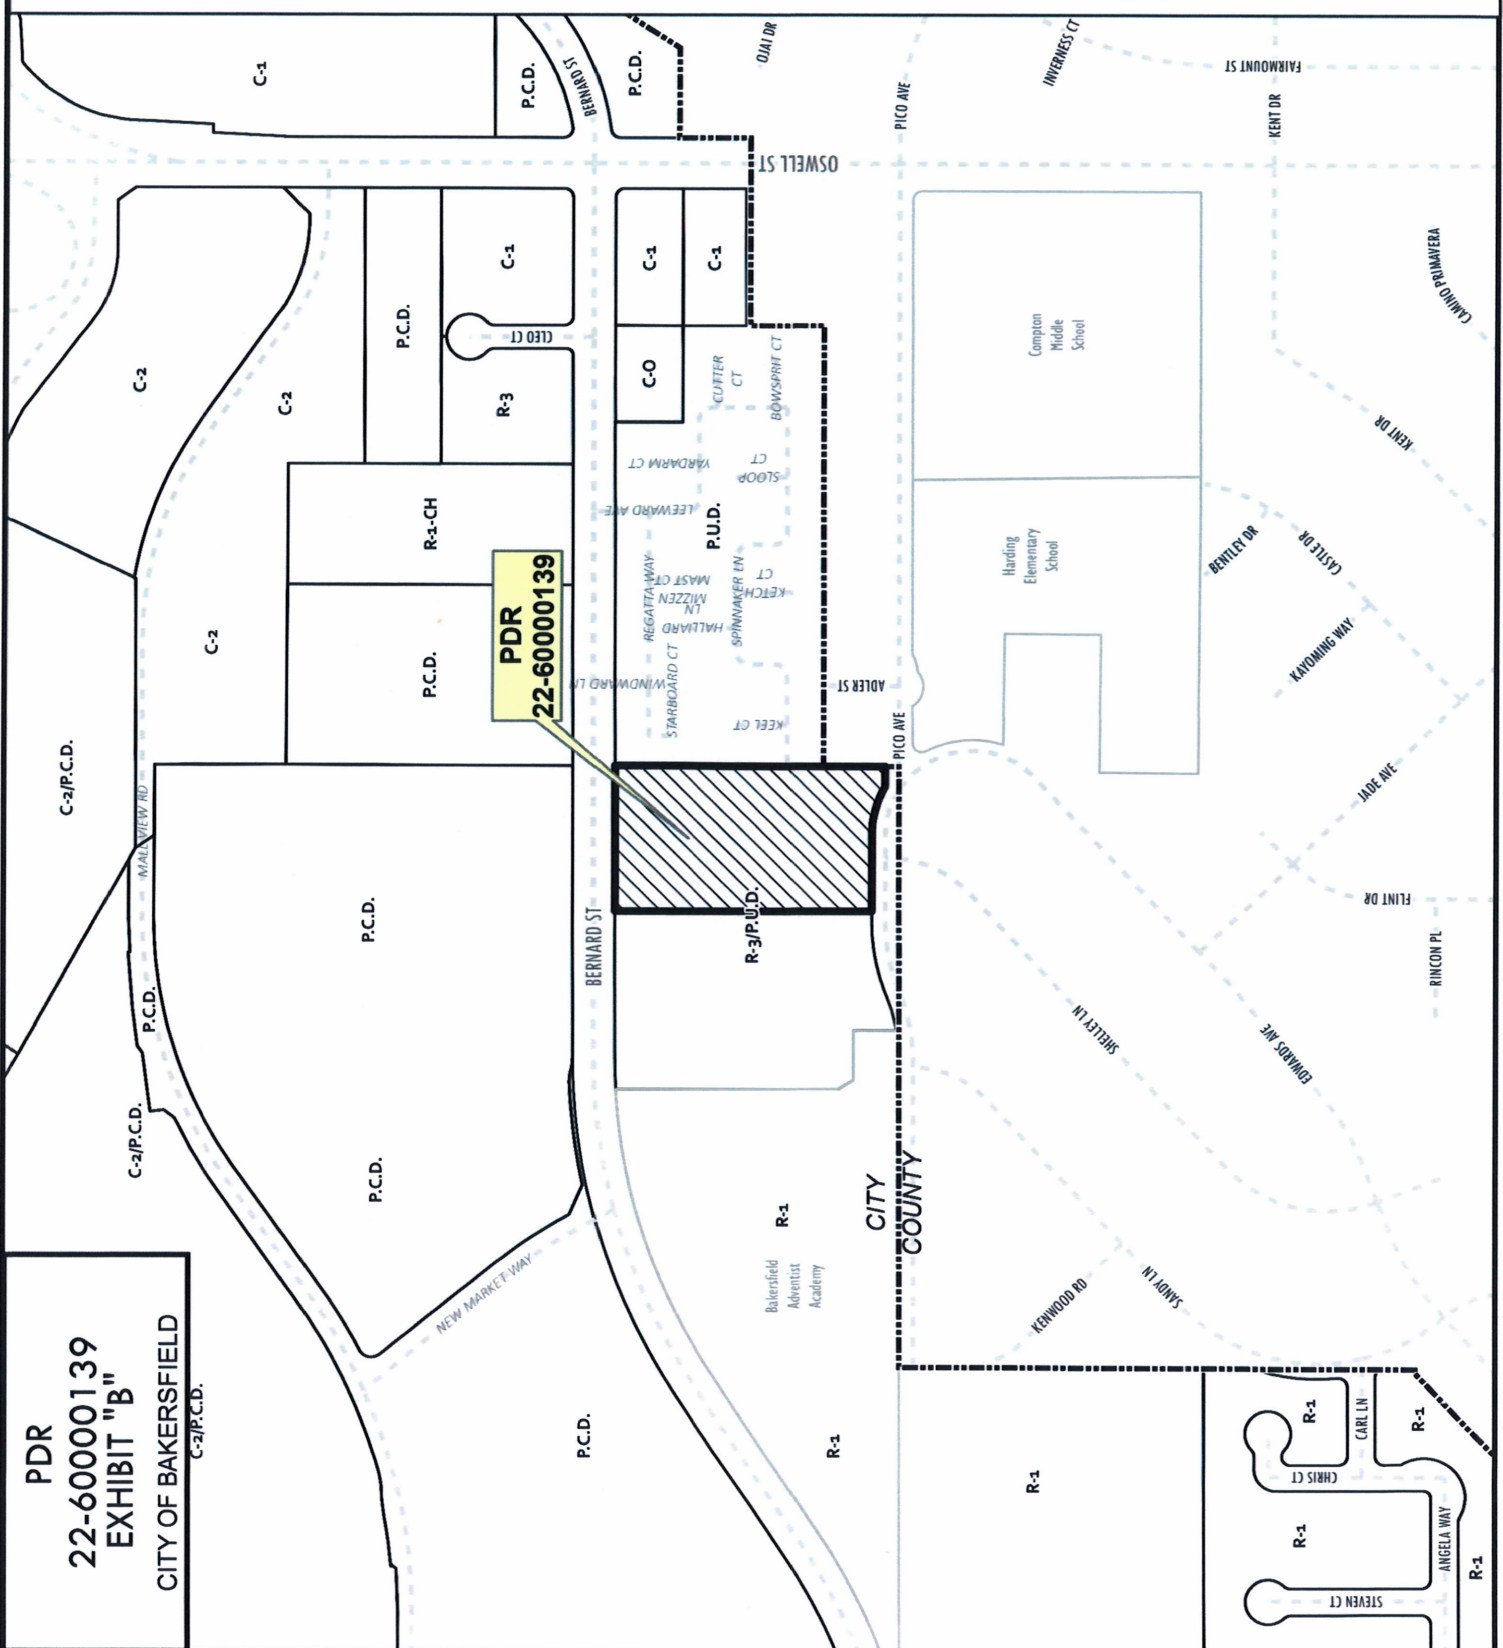 PDR
22-60000139
EXHIBIT "B"
CITY OF BAKERSFIELD
C-2/P.C.D.
C-2/P.C.D.
C-2/P.C.D.
P.C.D.
MALL VIEW RD
C-2
C-2
C-2
C-1
P.C.D.
BERNARD ST
P.C.D.
OJAI DR
PICO AVE
INVERNESS CT
FAIRMOUNT ST
KENT DR
OSWELL ST
P.C.D.
C-1
CLEO CT
R-3
R-1-CH
P.C.D.
P.C.D.
P.C.D.
NEW MARKET WAY
P.C.D.
PDR
22-60000139
BERNARD ST
C-1
C-1
C-O
CUTTER
CT
BOWSPRIT CT
YARDARM CT
SLOOP
CT
LEEWARD AVE
P.U.D.
REGATTA WAY
MIZZEN
MAST CT
HALLIARD
LN
SPINNAKER LN
KETCH
CT
WINDWARD LN
STARBOARD CT
KEEL CT
ADLER ST
PICO AVE
R-3/P.U.D.
R-1
Bakersfield
Adventist
Academy
CITY
COUNTY
R-1
Compton
Middle
School
Harding
Elementary
School
CAMINO PRIMAVERA
KENT DR
BENTLEY DR
CASTLE DR
KAYOMING WAY
JADE AVE
FLINT DR
RINCON PL
SHELLEY LN
EDWARDS AVE
SANDY LN
KENWOOD RD
R-1
R-1
CARL LN
R-1
CHRIS CT
R-1
ANGELA WAY
STEVEN CT
R-1